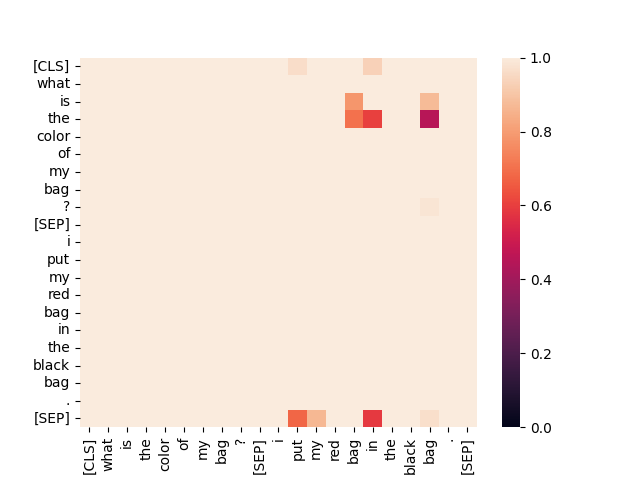 [CLS]
what
is
the
color
of
my
bag
?
[SEP]
i
put
my
red
bag
in
the
black
bag
.
[SEP]
[CLS] what is the color of my bag ? [SEP] i put my red bag in the black bag . [SEP]
1.0
0.8
0.6
0.4
0.2
0.0